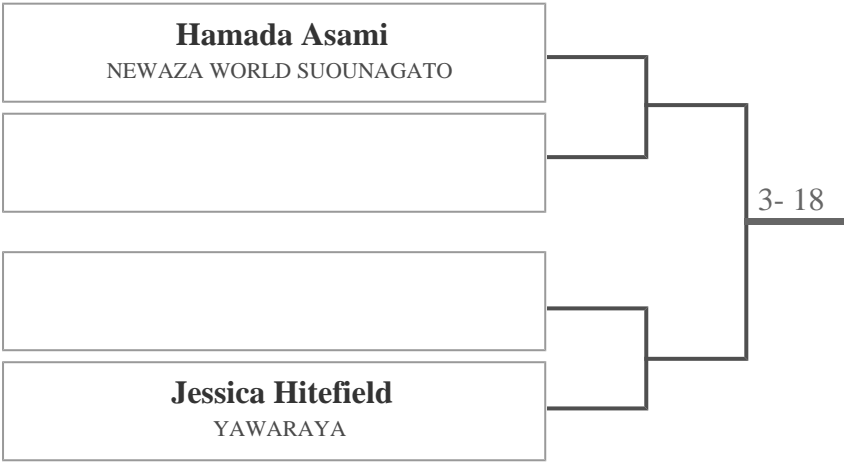 Hamada Asami
NEWAZA WORLD SUOUNAGATO
3- 18
Jessica Hitefield
YAWARAYA